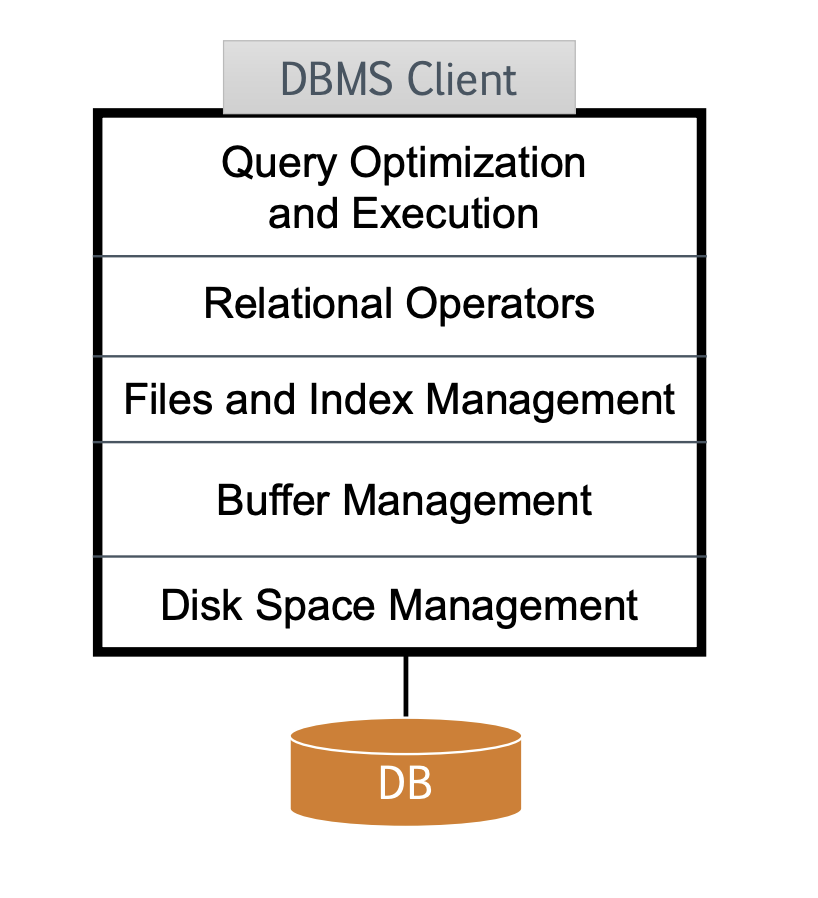 DBMS Client
Query Optimization
and Execution
Relational Operators
Files and Index Management
Buffer Management
Disk Space Management
DB